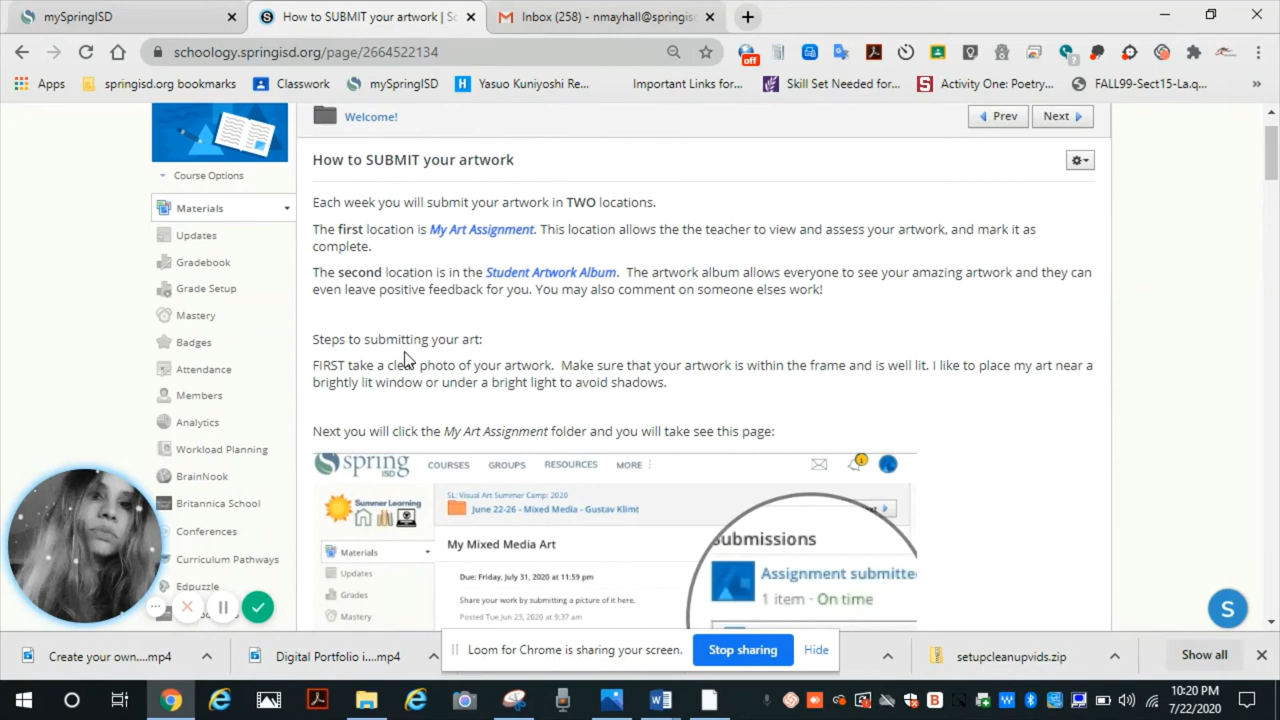 mySpringISD
How to SUBMIT your artwork | Sc
Inbox (258) - nmayhall@springis
schoology.springisd.org/page/2664522134
off
Apps
springisd.org bookmarks
Classwork
mySpringISD
Yasuo Kuniyoshi Re...
Important Links for...
Skill Set Needed for...
Activity One: Poetry...
FALL99-Sect15-La.q...
»
Welcome!
Prev
Next
Course Options
How to SUBMIT your artwork
Materials
Updates
Gradebook
Grade Setup
Mastery
Badges
Attendance
Members
Analytics
Workload Planning
BrainNook
Britannica School
Conferences
Curriculum Pathways
Edpuzzle
Each week you will submit your artwork in TWO locations.
The first location is My Art Assignment. This location allows the the teacher to view and assess your artwork, and mark it as
complete.
The second location is in the Student Artwork Album. The artwork album allows everyone to see your amazing artwork and they can
even leave positive feedback for you. You may also comment on someone elses work!
Steps to submitting your art:
FIRST take a clear photo of your artwork. Make sure that your artwork is within the frame and is well lit. I like to place my art near a
brightly lit window or under a bright light to avoid shadows.
Next you will click the My Art Assignment folder and you will take see this page:
spring ISD
COURSES GROUPS RESOURCES MORE
1
Summer Learning
SL: Visual Art Summer Camp: 2020
June 22-26 - Mixed Media - Gustav Klimt
My Mixed Media Art
Materials
Updates
Grades
Mastery
Due: Friday, July 31, 2020 at 11:59 pm
Share your work by submitting a picture of it here.
Posted Tue Jun 23, 2020 at 9:37 am
ubmissions
Assignment submitte
1 item · On time
S
Loom for Chrome is sharing your screen.
Stop sharing
Hide
Create your own....mp4
Digital Portfolio i....mp4
setupcleanupvids.zip
Show all
10:20 PM
7/22/2020